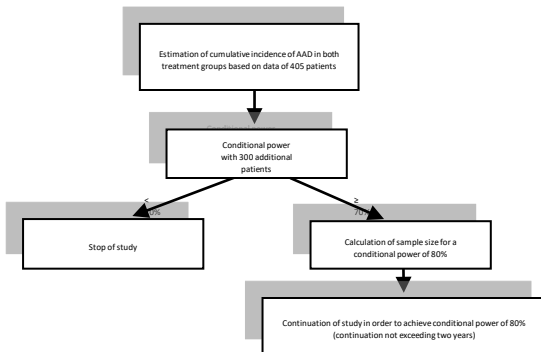 Estimation of cumulative incidence of AAD in both
treatment groups based on data of 405 patients
Conditional power
with 300 additional
patients
<
≥
Stop of study
Calculation of sample size for a
conditional power of 80%
Continuation of study in order to achieve conditional power of 80%
(continuation not exceeding two years)